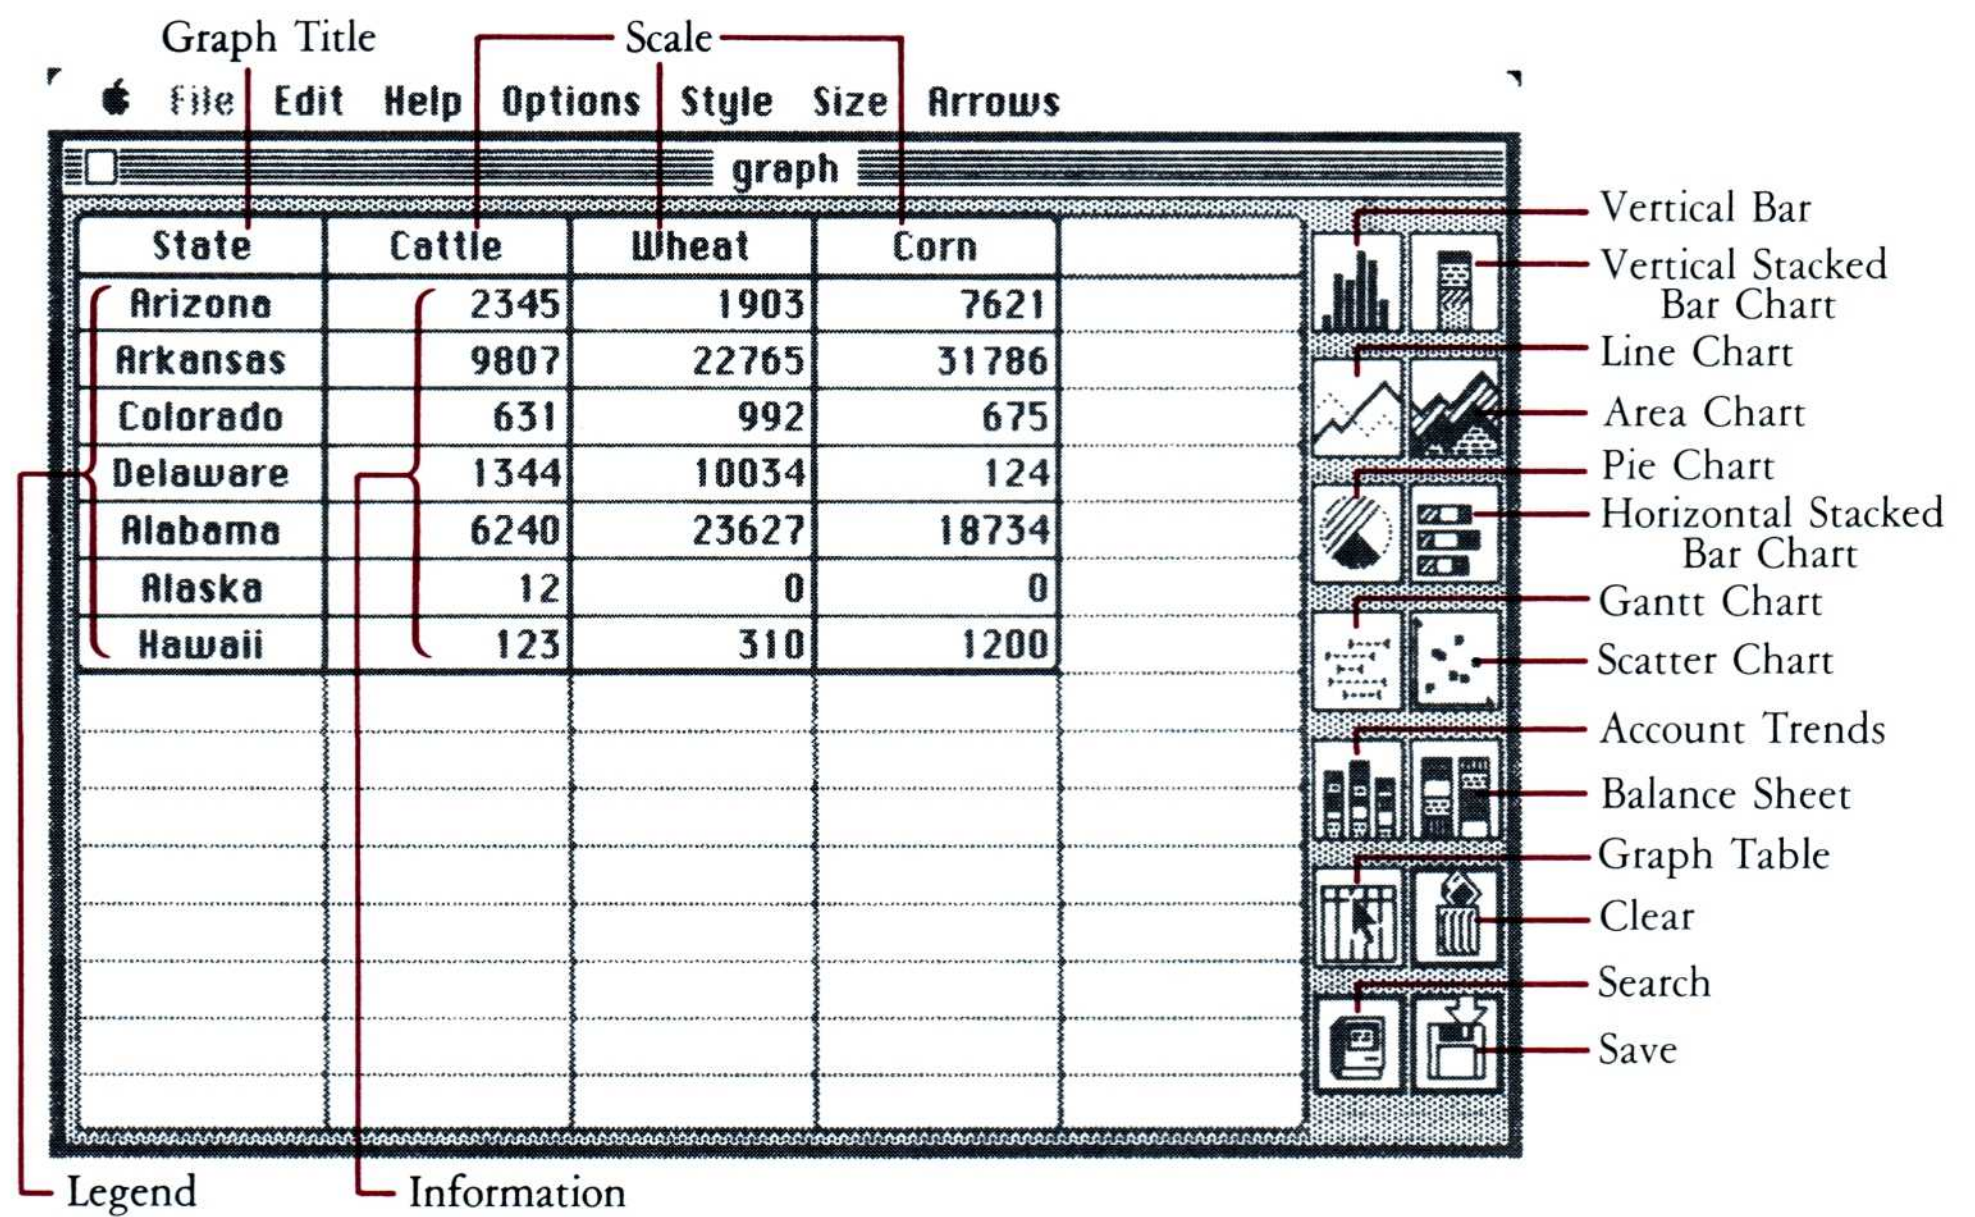 Graph Title
Scale
File Edit Help Options Style Size Arrows
graph
State Cattle Wheat Corn
Arizona 2345 1903 7621
Arkansas 9807 22765 31786
Colorado 631 992 675
Delaware 1344 10034 124
Alabama 6240 23627 18734
Alaska 12 0 0
Hawaii 123 310 1200
Vertical Bar
Vertical Stacked
Bar Chart
Line Chart
Area Chart
Pie Chart
Horizontal Stacked
Bar Chart
Gantt Chart
Scatter Chart
Account Trends
Balance Sheet
Graph Table
Clear
Search
Save
Legend
Information